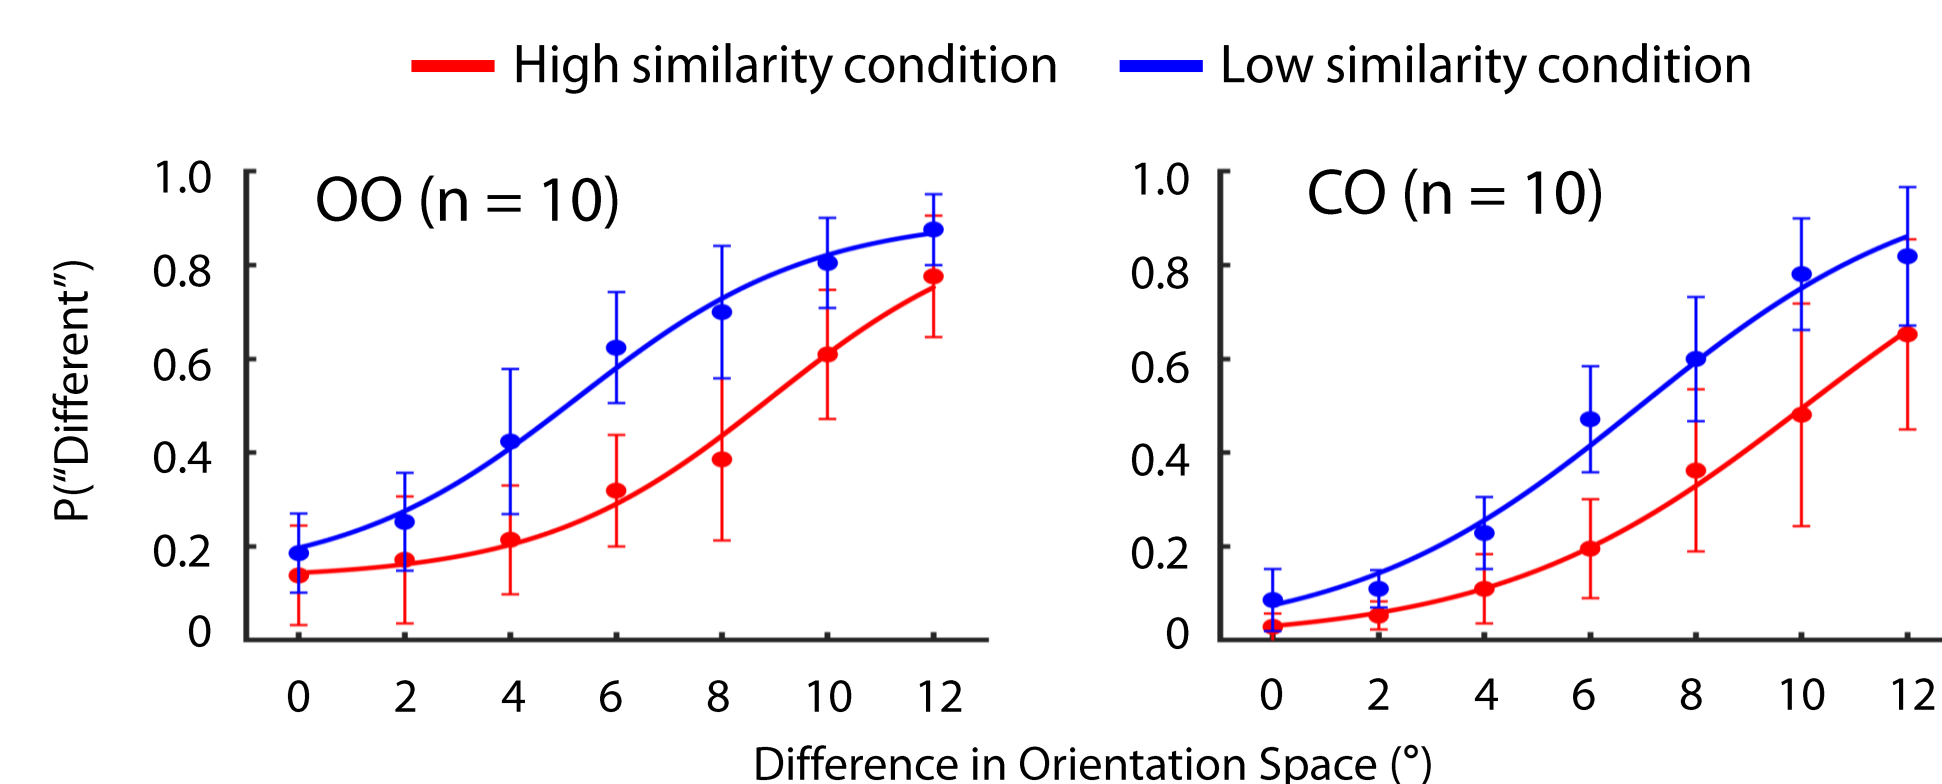 High similarity condition
Low similarity condition
OO (n = 10)
P(“Different”)
1.0
0.8
0.6
0.4
0.2
0
0 2 4 6 8 10 12
CO (n = 10)
1.0
0.8
0.6
0.4
0.2
0
0 2 4 6 8 10 12
Difference in Orientation Space (°)